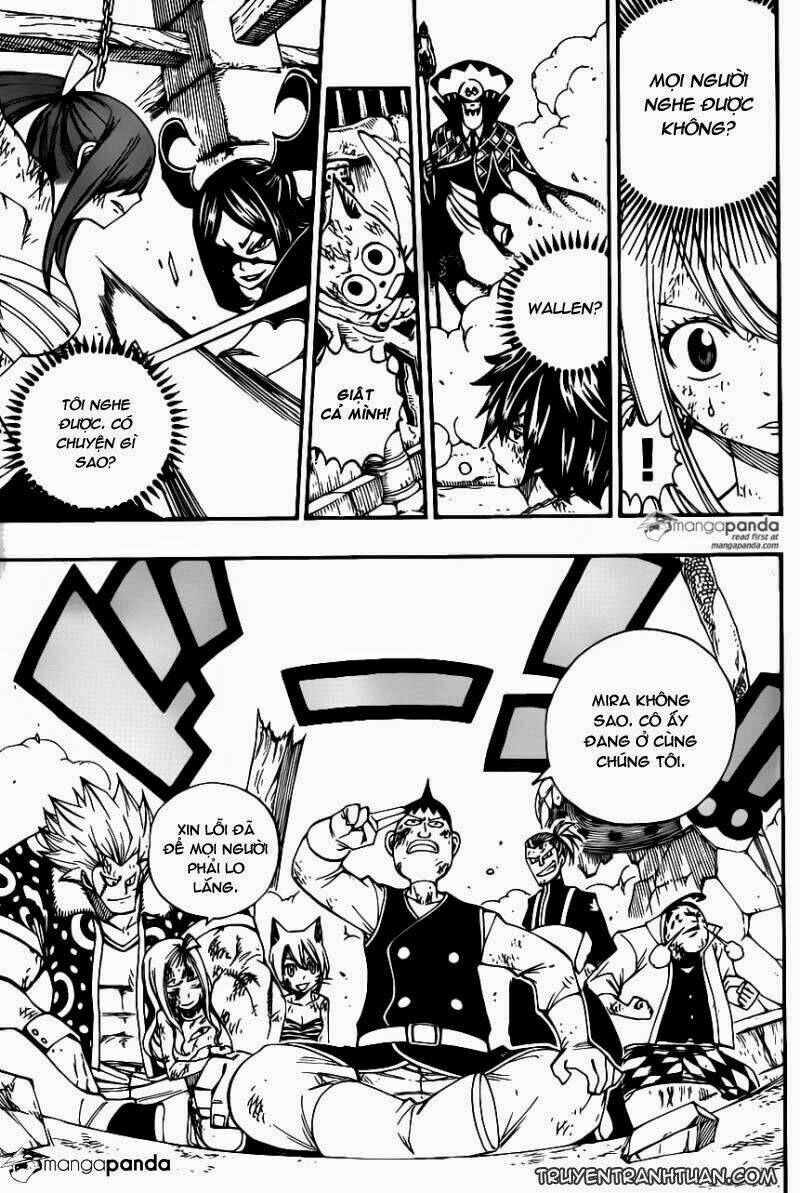 MỌI NGƯỜI
NGHE ĐƯỢC
KHÔNG?
!
WALLEN?
GIẬT
CẢ MÌNH!
TÔI NGHE
ĐƯỢC. CÓ
CHUYỆN GÌ
SAO?
mangapanda
read first at
mangapanda.com
MIRA KHÔNG
SAO. CÔ ẤY
ĐANG Ở CÙNG
CHÚNG TÔI.
XIN LỖI ĐÃ
ĐỂ MỌI NGƯỜI
PHẢI LO
LẮNG.
mangapanda
TRUYENTRANHTUAN.COM